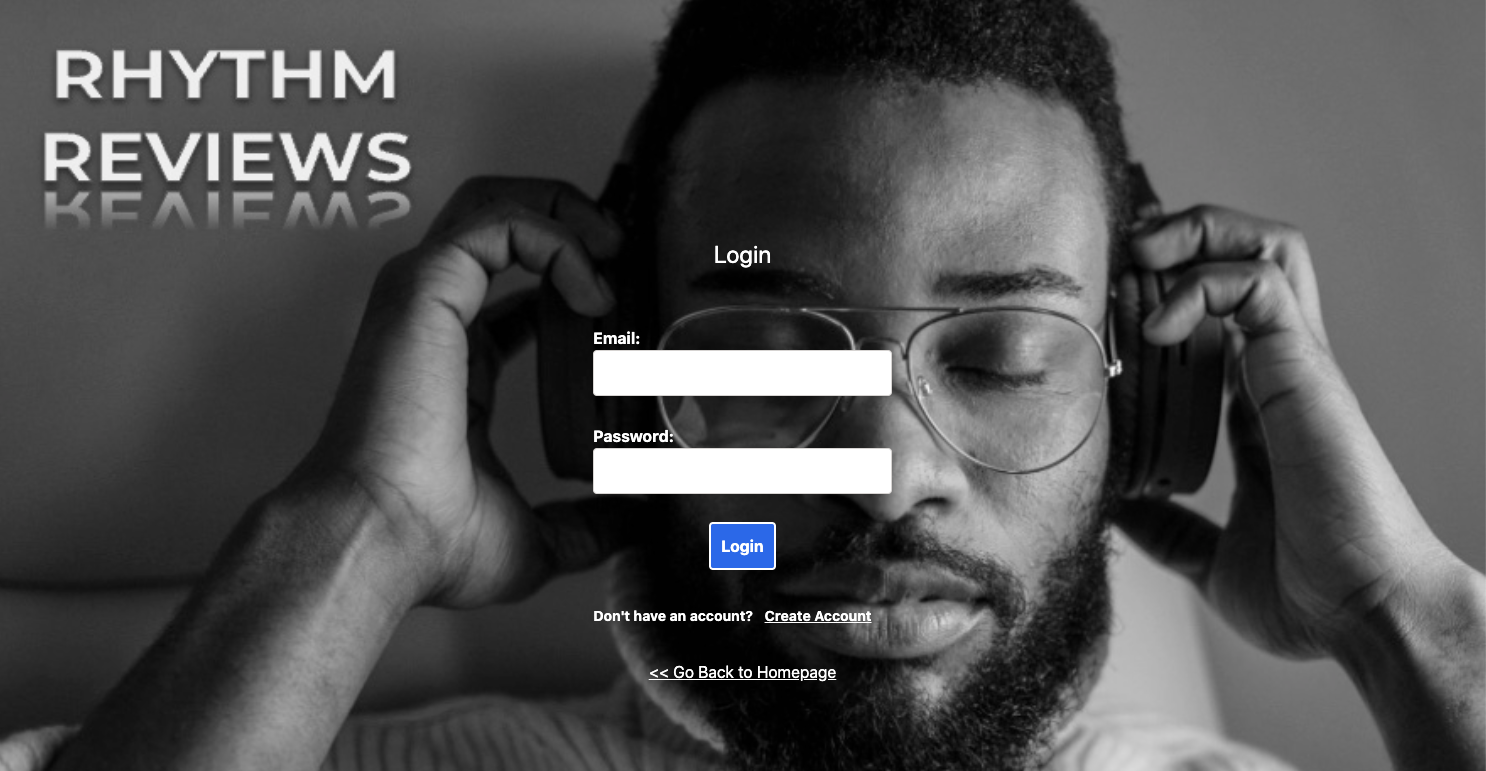 RHYTHM
REVIEWS
Login
Email:
Password:
Login
Don't have an account? Create Account
<< Go Back to Homepage